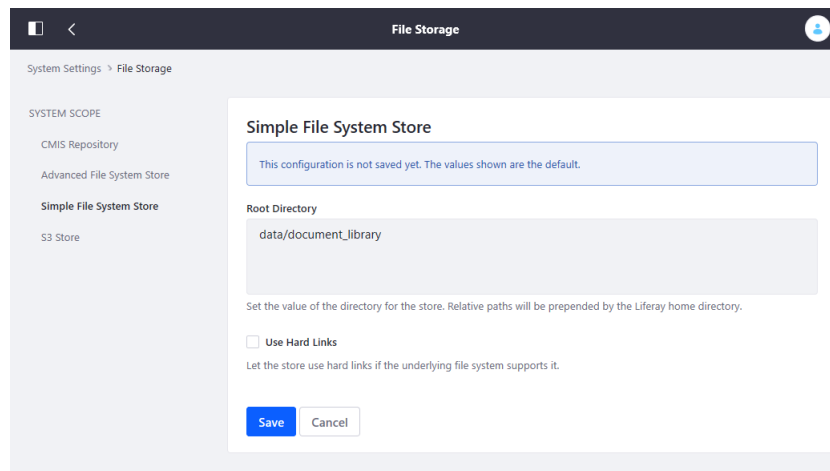 File Storage
System Settings > File Storage
SYSTEM SCOPE
CMIS Repository
Advanced File System Store
Simple File System Store
S3 Store
Simple File System Store
This configuration is not saved yet. The values shown are the default.
Root Directory
data/document_library
Set the value of the directory for the store. Relative paths will be prepended by the Liferay home directory.
Use Hard Links
Let the store use hard links if the underlying file system supports it.
Save
Cancel